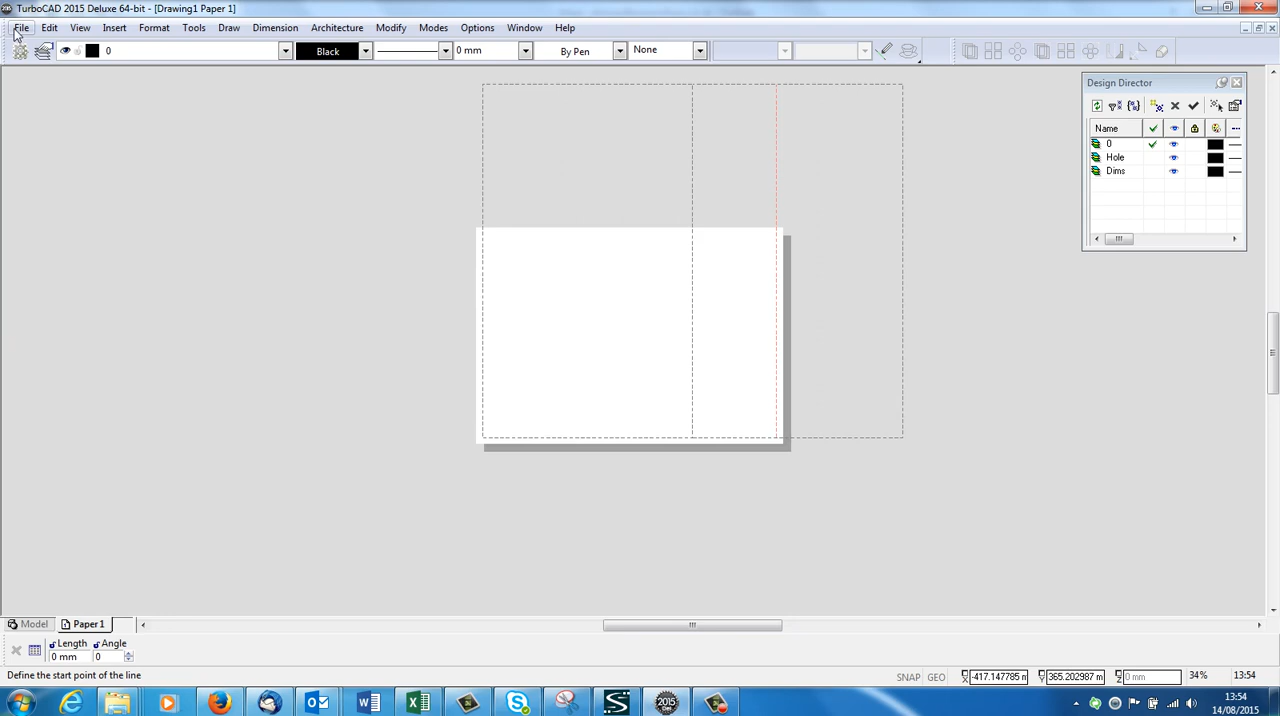 TurboCAD 2015 Deluxe 64-bit - [Drawing1 Paper 1]
File Edit View Insert Format Tools Draw Dimension Architecture Modify Modes Options Window Help
0 Black 0 mm By Pen None
Design Director
Name
0
Hole
Dims
Model Paper1
Length Angle
0 mm 0
Define the start point of the line
SNAP GEO -417.147785 m 365.202987 m 0 mm 34% 13:54
2015
13:54
14/08/2015